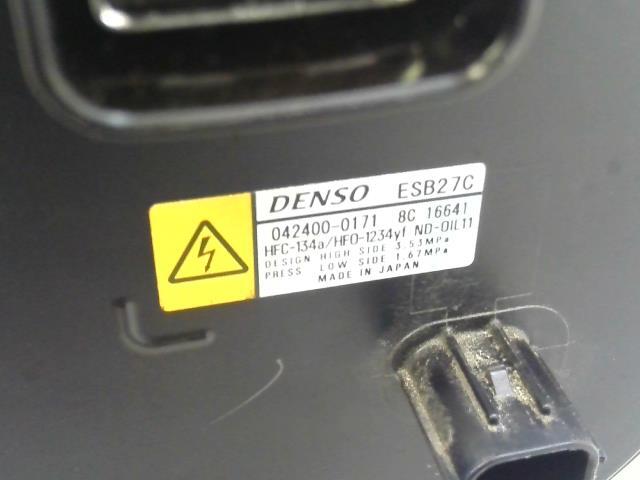 DENSO ESB27C
042400-0171 8C 16641
HFC-134a/HFO-1234yf ND-OIL11
DESIGN HIGH SIDE 3.53MPa
PRESS LOW SIDE 1.67MPa
MADE IN JAPAN